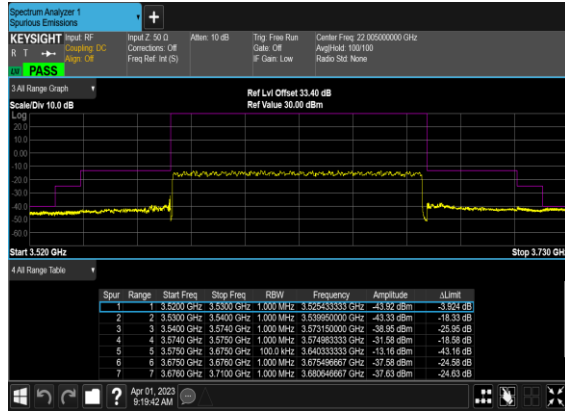 Spectrum Analyzer 1
Spurious Emissions
+
KEYSIGHT Input: RF Input Z: 50 Ω Atten: 10 dB Trig: Free Run Center Freq: 22.005000000 GHz
R T Coupling: DC Corrections: Off Gate: Off Avg|Hold: 100/100
Align: Off Freq Ref: Int (S) IF Gain: Low Radio Std: None
PASS
3 All Range Graph Ref Lvl Offset 33.40 dB
Scale/Div 10.0 dB Ref Value 30.00 dBm
Log
20.0
10.0
0.00
-10.0
-20.0
-30.0
-40.0
-50.0
-60.0
Start 3.520 GHz Stop 3.730 GHz
4 All Range Table
Spur Range Start Freq Stop Freq RBW Frequency Amplitude ΔLimit
1 1 3.5200 GHz 3.5300 GHz 1.000 MHz 3.525433333 GHz -43.92 dBm -3.924 dB
2 2 3.5300 GHz 3.5400 GHz 1.000 MHz 3.539950000 GHz -43.33 dBm -18.33 dB
3 3 3.5400 GHz 3.5740 GHz 1.000 MHz 3.573150000 GHz -38.95 dBm -25.95 dB
4 4 3.5740 GHz 3.5750 GHz 1.000 MHz 3.574983333 GHz -31.58 dBm -18.58 dB
5 5 3.5750 GHz 3.6750 GHz 100.0 kHz 3.640333333 GHz -13.16 dBm -43.16 dB
6 6 3.6750 GHz 3.6760 GHz 1.000 MHz 3.675496667 GHz -37.58 dBm -24.58 dB
7 7 3.6760 GHz 3.7100 GHz 1.000 MHz 3.680646667 GHz -37.63 dBm -24.63 dB
? Apr 01, 2023
9:19:42 AM